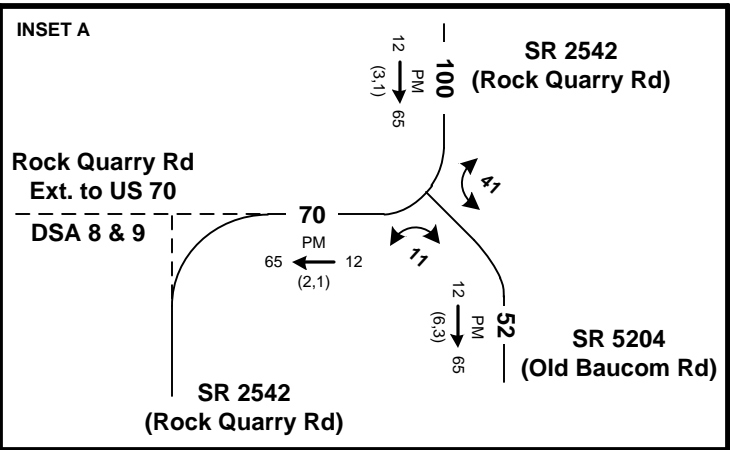 INSET A
12
PM
(3,1)
65
100
SR 2542
(Rock Quarry Rd)
41
Rock Quarry Rd
Ext. to US 70
DSA 8 & 9
70
PM
65
12
(2,1)
11
12
PM
(6,3)
65
52
SR 5204
(Old Baucom Rd)
SR 2542
(Rock Quarry Rd)